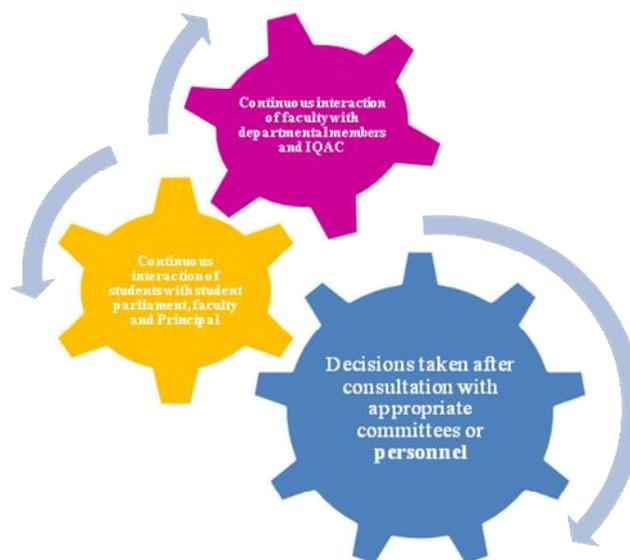 Continuous interaction
of faculty with
departmental members
and IQAC
Continuous
interaction of
students with student
parliament, faculty
and Principal
Decisions taken after
consultation with
appropriate
committees or
personnel